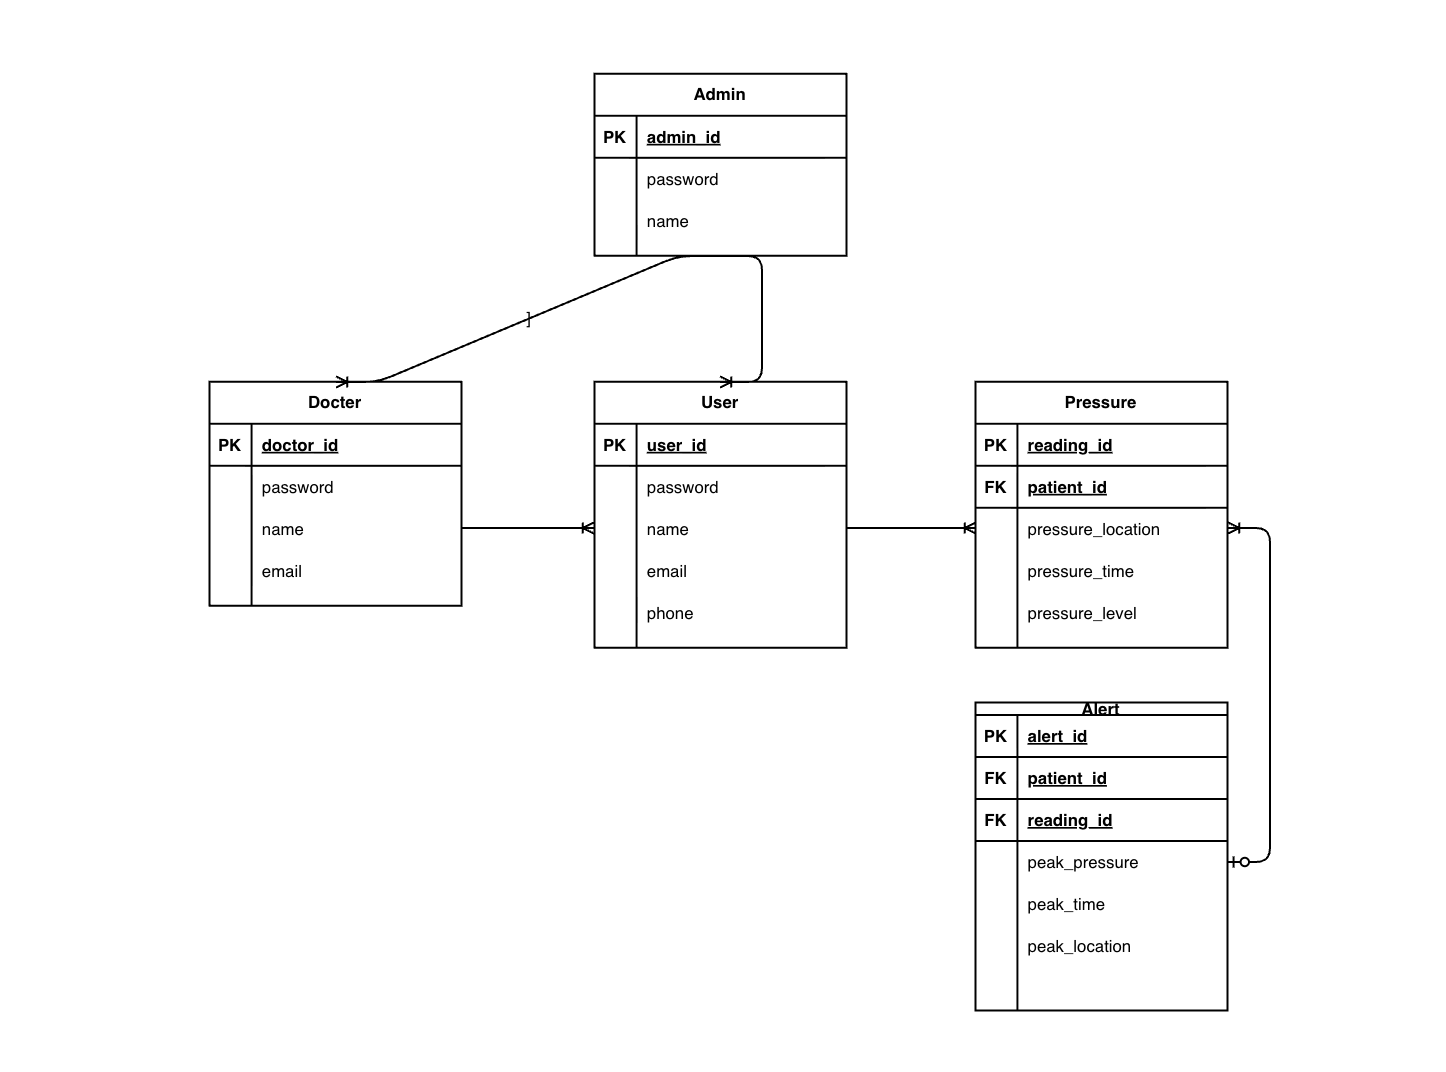 Admin
PK admin_id
password
name
]
Docter
PK doctor_id
password
name
email
User
PK user_id
password
name
email
phone
Pressure
PK reading_id
FK patient_id
pressure_location
pressure_time
pressure_level
Alert
PK alert_id
FK patient_id
FK reading_id
peak_pressure
peak_time
peak_location